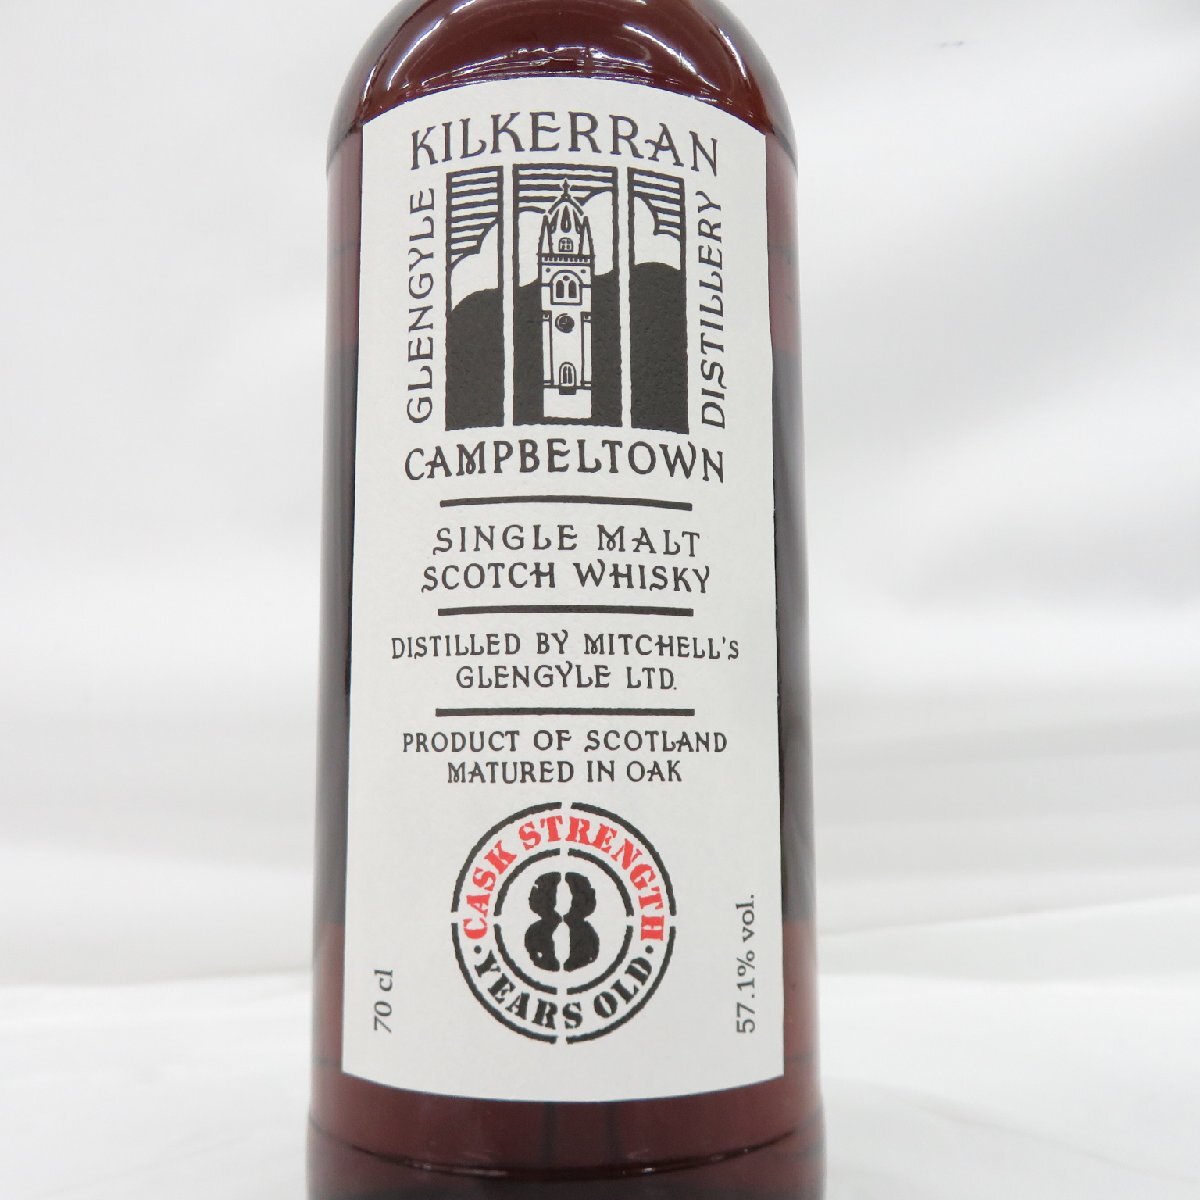 KILKERRAN
GLENGYLE
DISTILLERY
CAMPBELTOWN
SINGLE MALT
SCOTCH WHISKY
DISTILLED BY MITCHELL'S
GLENGYLE LTD.
PRODUCT OF SCOTLAND
MATURED IN OAK
CASK STRENGTH
8
· YEARS OLD ·
70 cl
57.1% vol.